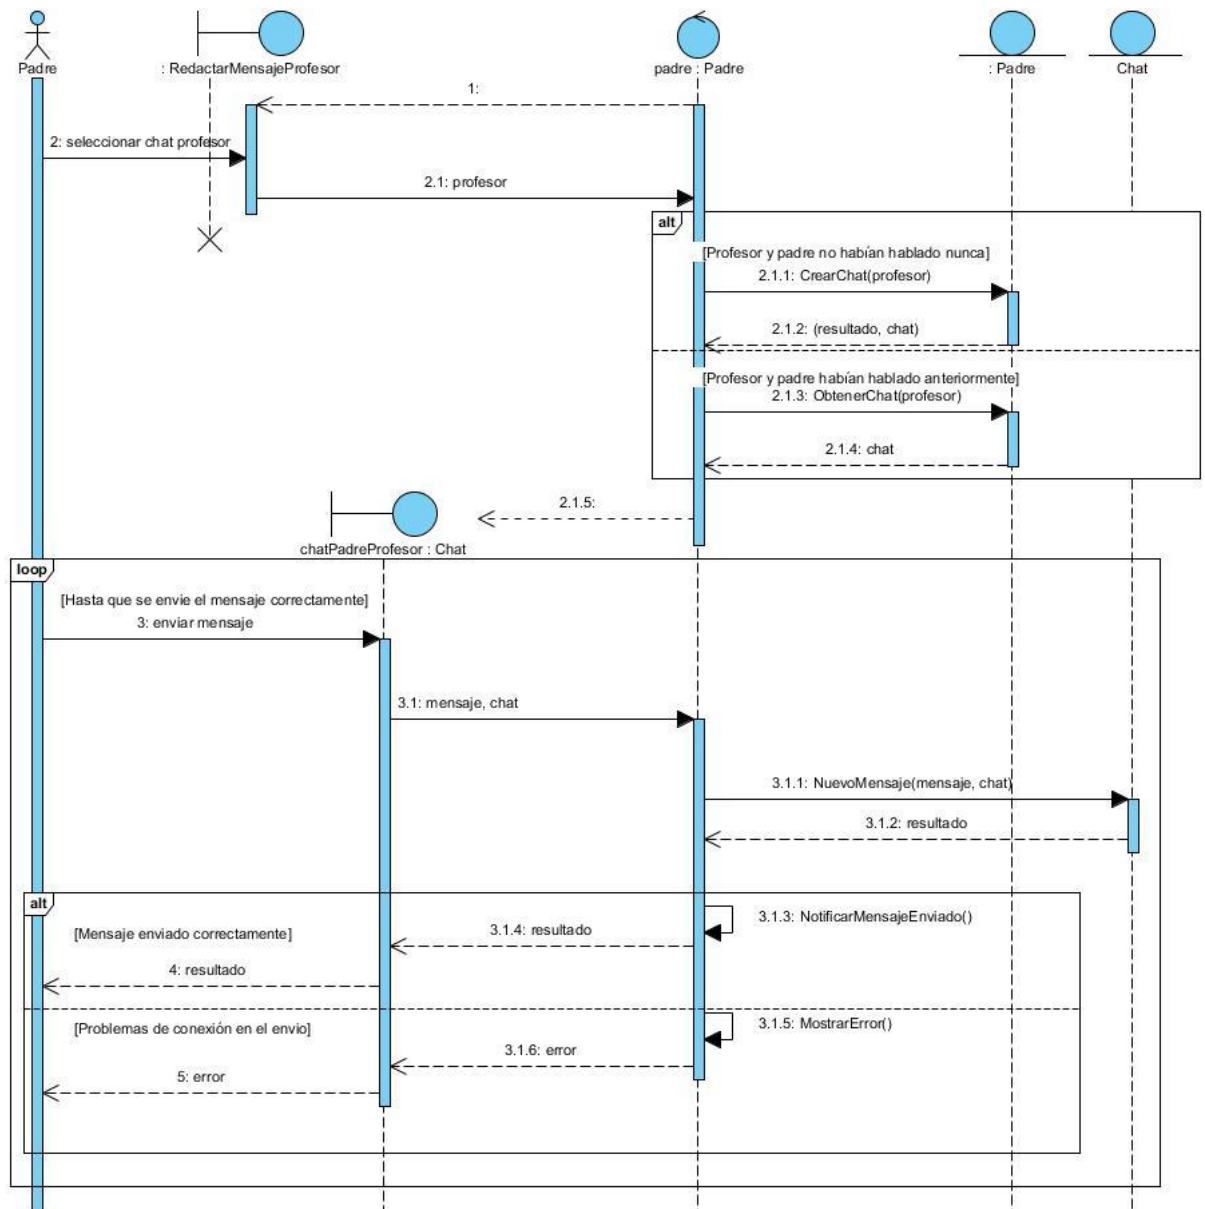 Padre
: RedactarMensajeProfesor
padre : Padre
: Padre
Chat
1:
2: seleccionar chat profesor
2.1: profesor
alt
[Profesor y padre no habían hablado nunca]
2.1.1: CrearChat(profesor)
2.1.2: (resultado, chat)
[Profesor y padre habían hablado anteriormente]
2.1.3: ObtenerChat(profesor)
2.1.4: chat
2.1.5:
chatPadreProfesor : Chat
loop
[Hasta que se envie el mensaje correctamente]
3: enviar mensaje
3.1: mensaje, chat
3.1.1: NuevoMensaje(mensaje, chat)
3.1.2: resultado
alt
3.1.3: NotificarMensajeEnviado()
[Mensaje enviado correctamente]
3.1.4: resultado
4: resultado
[Problemas de conexión en el envio]
3.1.5: MostrarError()
3.1.6: error
5: error